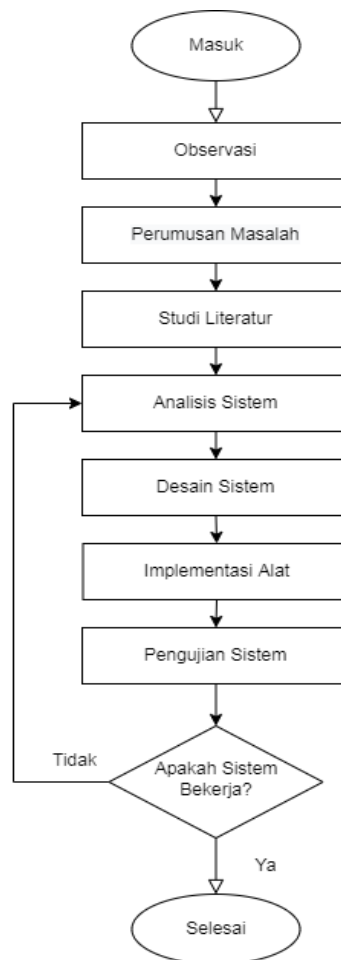 Masuk
Observasi
Perumusan Masalah
Studi Literatur
Analisis Sistem
Desain Sistem
Implementasi Alat
Pengujian Sistem
Tidak
Apakah Sistem
Bekerja?
Ya
Selesai